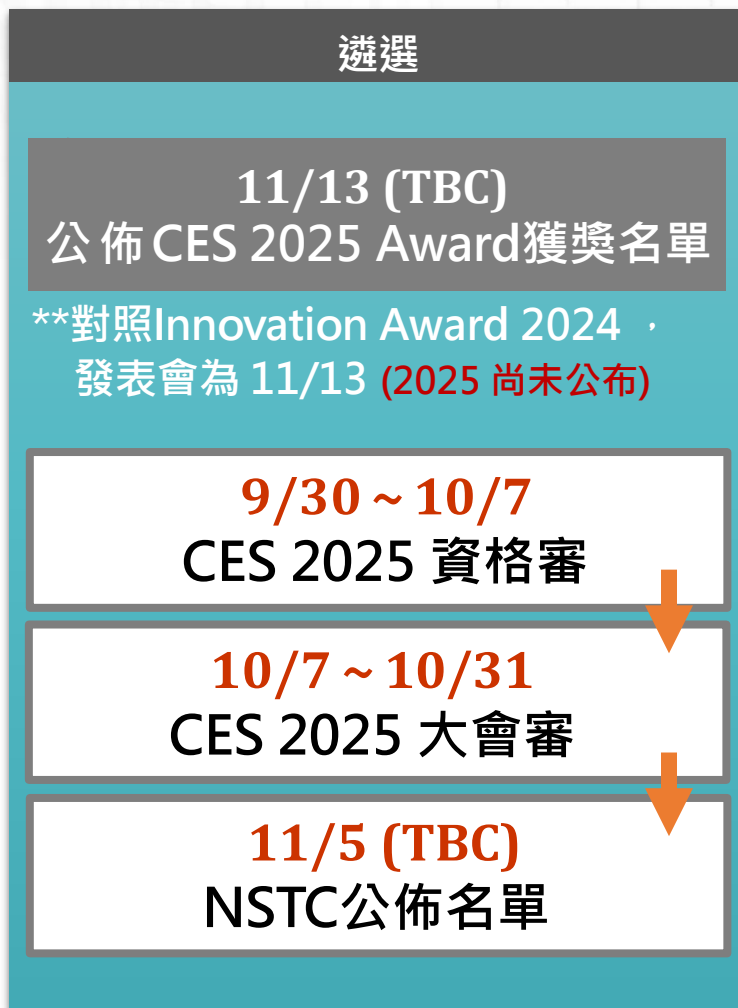 遴選
11/13 (TBC)
公佈CES 2025 Award獲獎名單
**對照Innovation Award 2024 ，
發表會為 11/13 (2025 尚未公布)
9/30 ~ 10/7
CES 2025 資格審
10/7 ~ 10/31
CES 2025 大會審
11/5 (TBC)
NSTC公佈名單